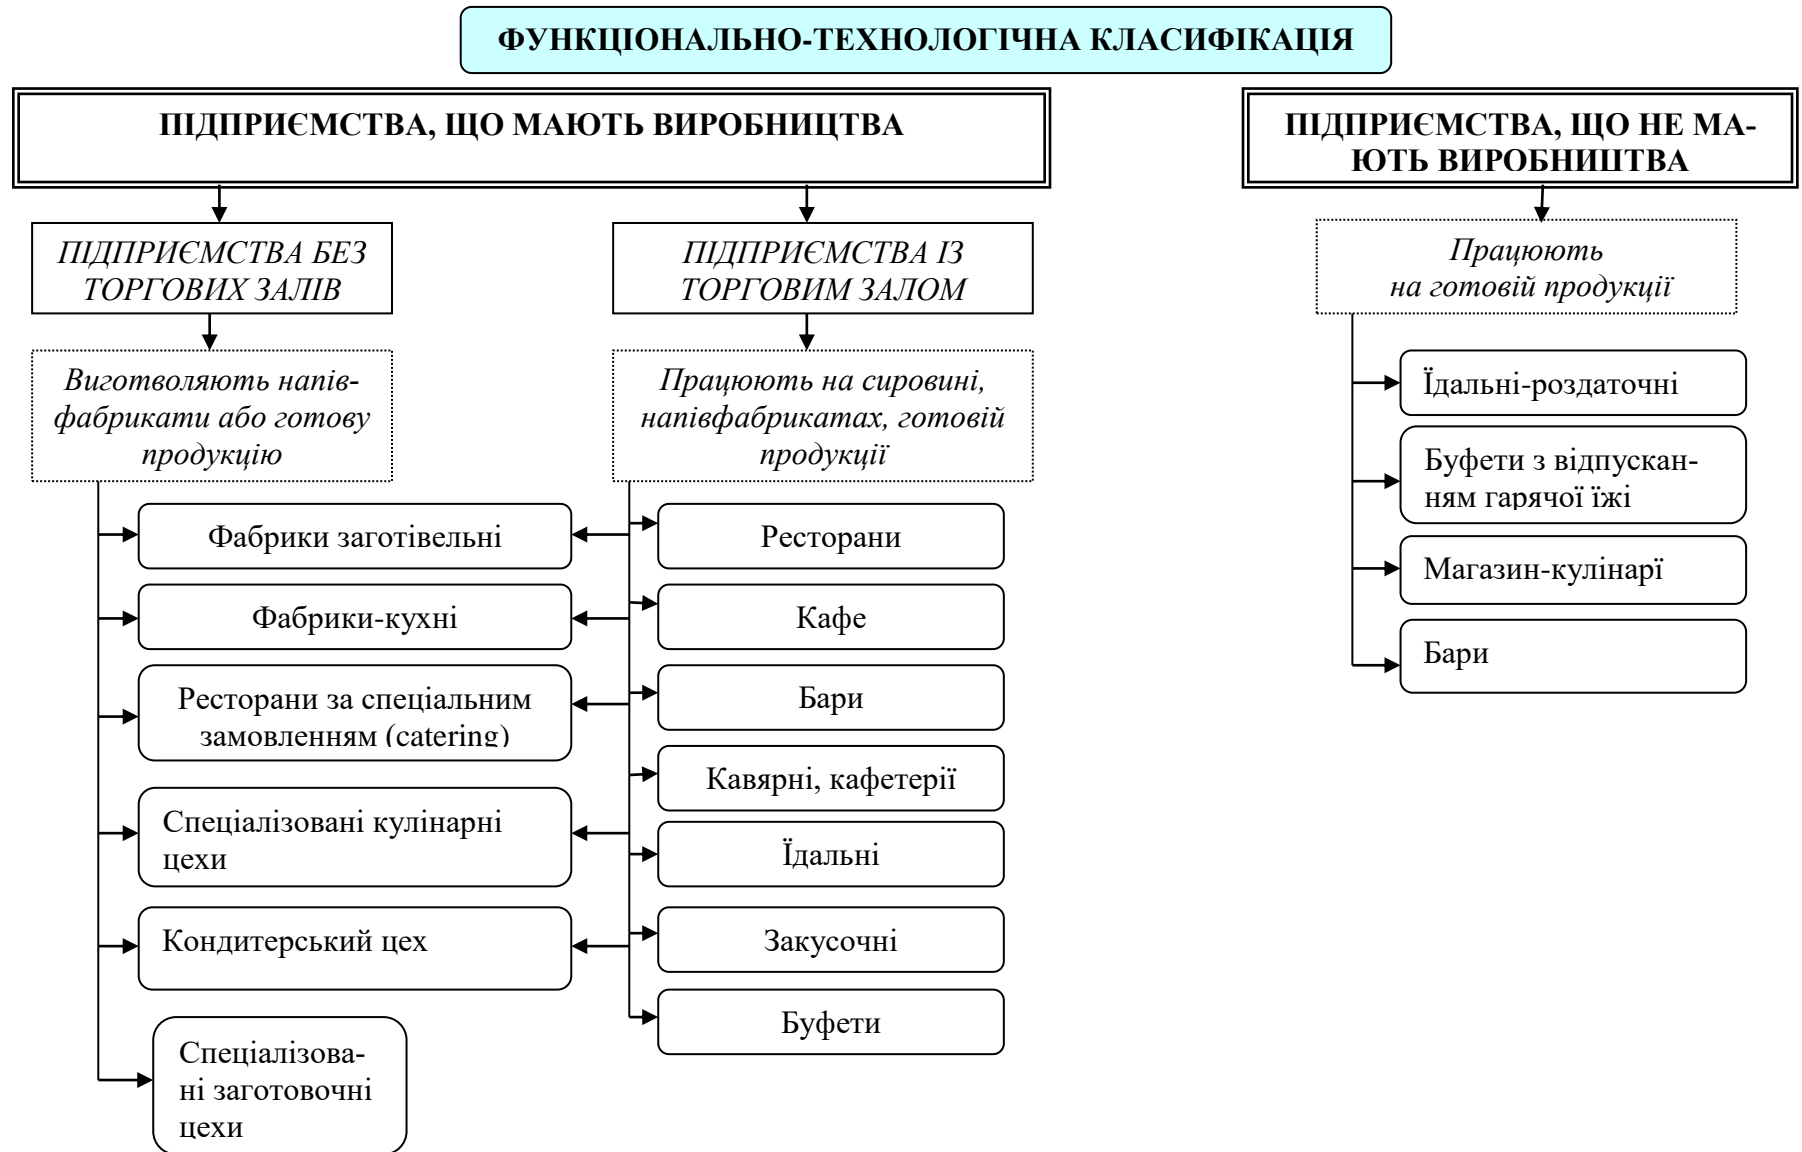 ФУНКЦІОНАЛЬНО-ТЕХНОЛОГІЧНА КЛАСИФІКАЦІЯ
ПІДПРИЄМСТВА, ЩО МАЮТЬ ВИРОБНИЦТВА
ПІДПРИЄМСТВА БЕЗ
ТОРГОВИХ ЗАЛІВ
Виготволяють напів-
фабрикати або готову
продукцію
Фабрики заготівельні
Фабрики-кухні
Ресторани за спеціальним
замовленням (catering)
Спеціалізовані кулінарні
цехи
Кондитерський цех
Спеціалізова-
ні заготовочні
цехи
ПІДПРИЄМСТВА ІЗ
ТОРГОВИМ ЗАЛОМ
Працюють на сировині,
напівфабрикатах, готовій
продукції
Ресторани
Кафе
Бари
Кавярні, кафетерії
Їдальні
Закусочні
Буфети
ПІДПРИЄМСТВА, ЩО НЕ МА-
ЮТЬ ВИРОБНИЦТВА
Працюють
на готовій продукції
Їдальні-роздаточні
Буфети з відпускан-
ням гарячої їжі
Магазин-кулінарї
Бари